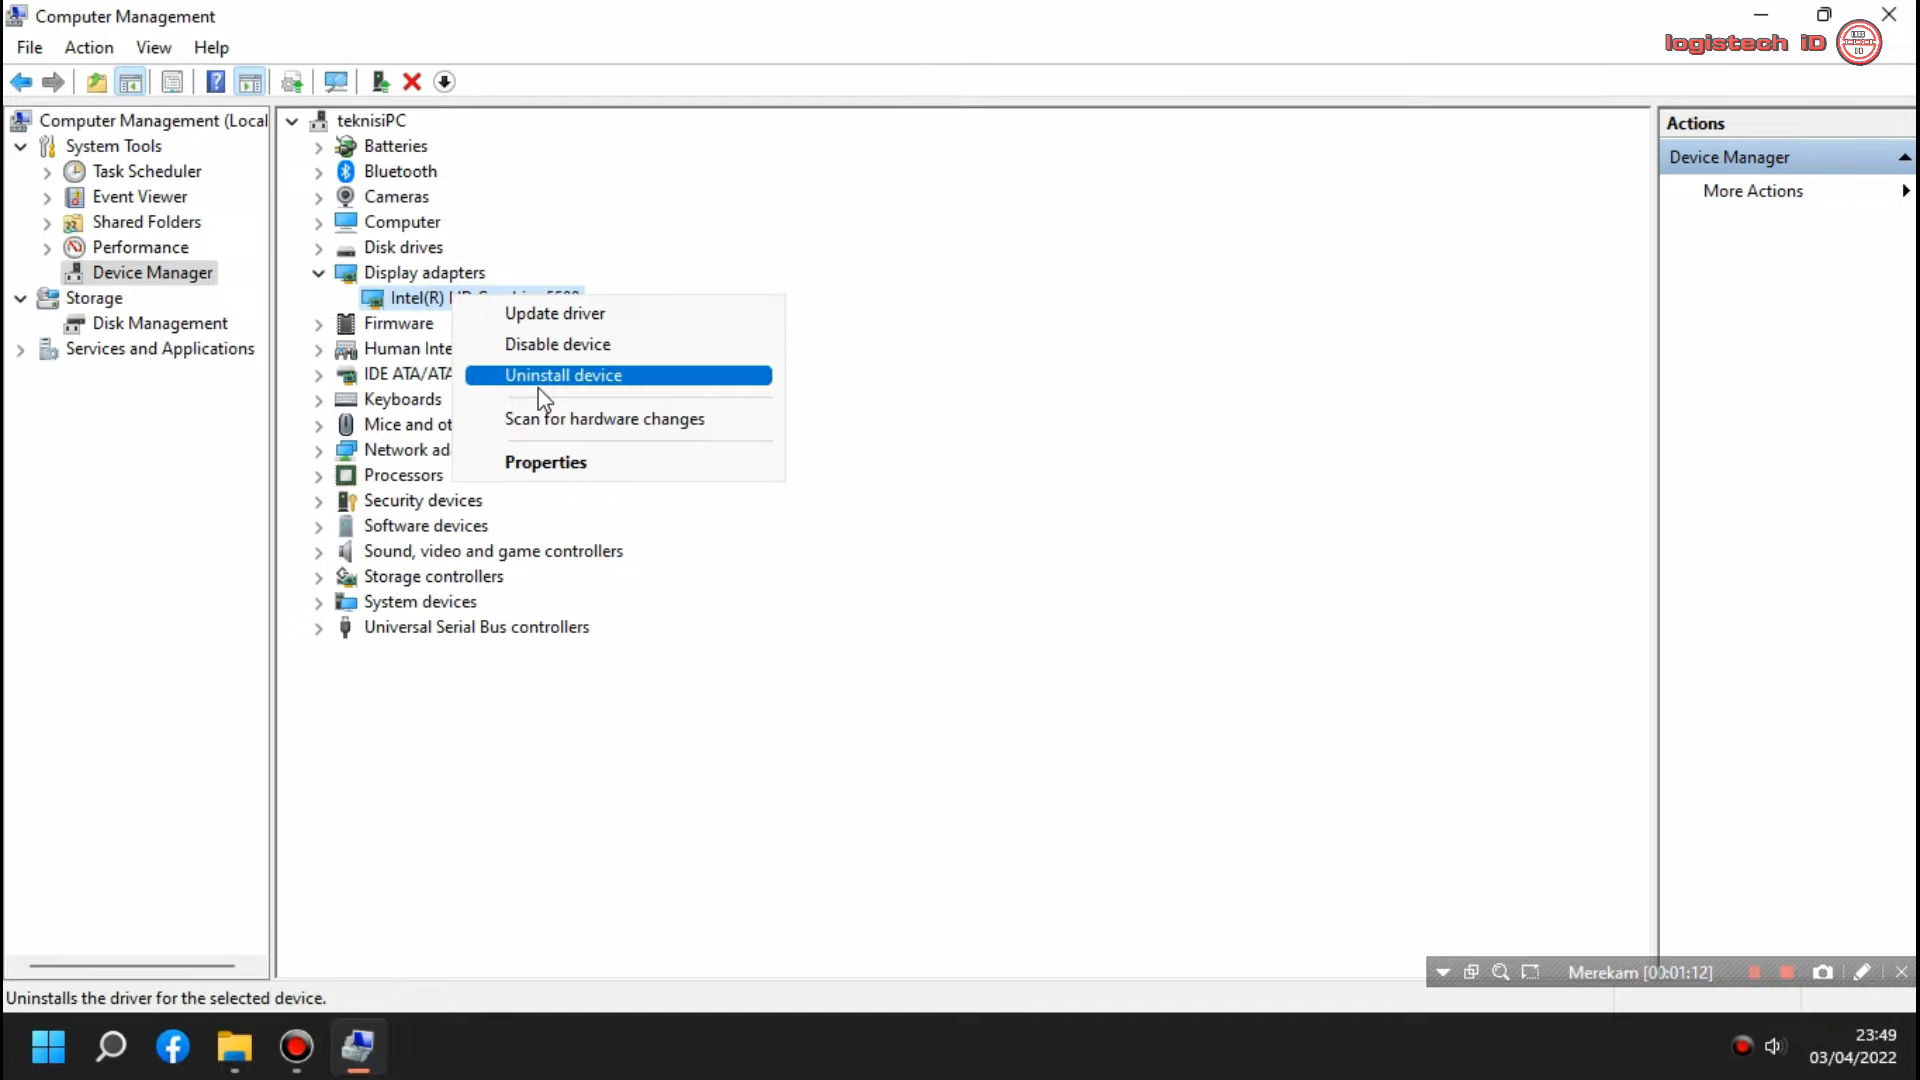 Computer Management
logistech iD
File Action View Help
Computer Management (Local
System Tools
Task Scheduler
Event Viewer
Shared Folders
Performance
Device Manager
Storage
Disk Management
Services and Applications
teknisiPC
Batteries
Bluetooth
Cameras
Computer
Disk drives
Display adapters
Intel(R)
Firmware
Human Inte
IDE ATA/ATA
Keyboards
Mice and ot
Network ad
Processors
Security devices
Software devices
Sound, video and game controllers
Storage controllers
System devices
Universal Serial Bus controllers
Update driver
Disable device
Uninstall device
Scan for hardware changes
Properties
Actions
Device Manager
More Actions
Merekam [00:01:12]
Uninstalls the driver for the selected device.
23:49
03/04/2022